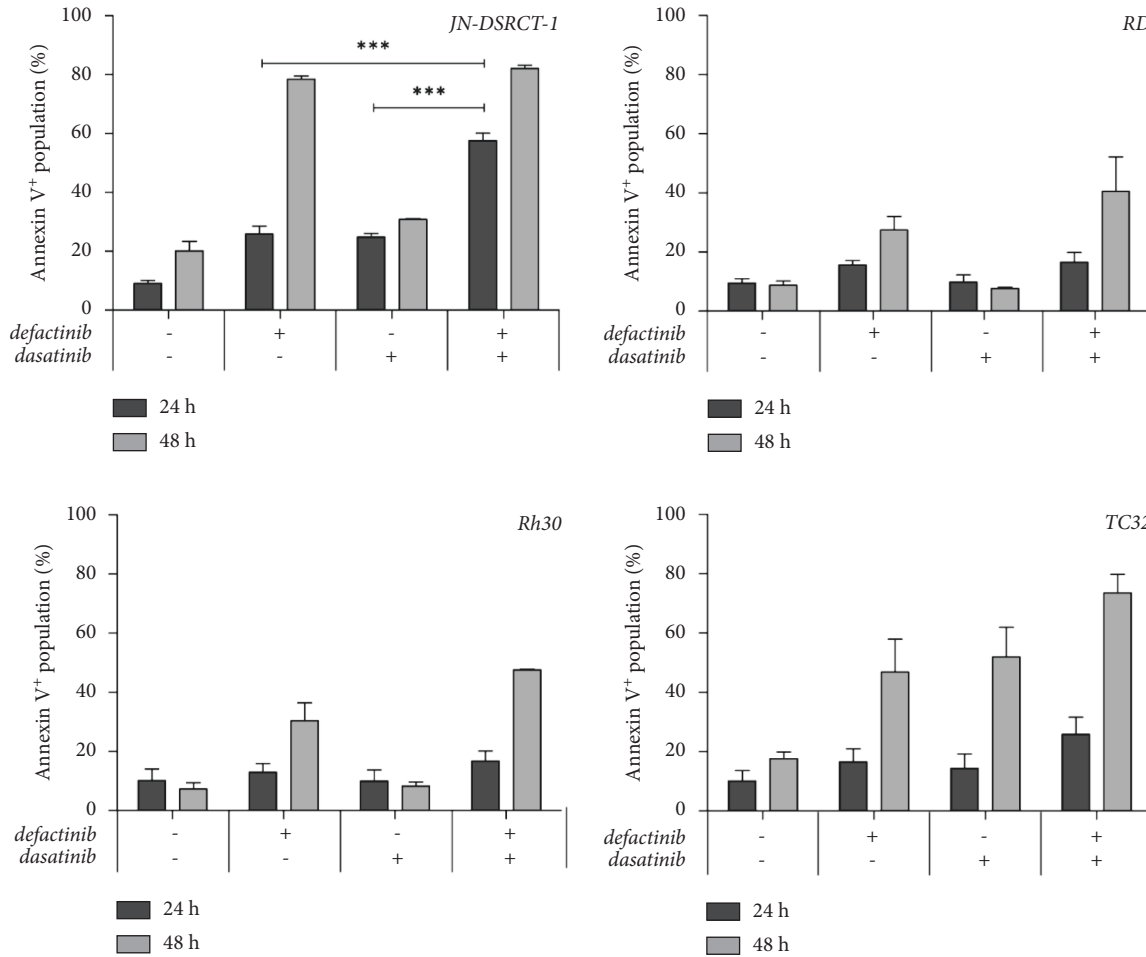 JN-DSRCT-1
Annexin V⁺ population (%)
100
80
60
40
20
0
*** 
***
defactinib - + - +
dasatinib - - + +
24 h
48 h
RD
Annexin V⁺ population (%)
100
80
60
40
20
0
defactinib - + - +
dasatinib - - + +
24 h
48 h
Rh30
Annexin V⁺ population (%)
100
80
60
40
20
0
defactinib - + - +
dasatinib - - + +
24 h
48 h
TC32
Annexin V⁺ population (%)
100
80
60
40
20
0
defactinib - + - +
dasatinib - - + +
24 h
48 h